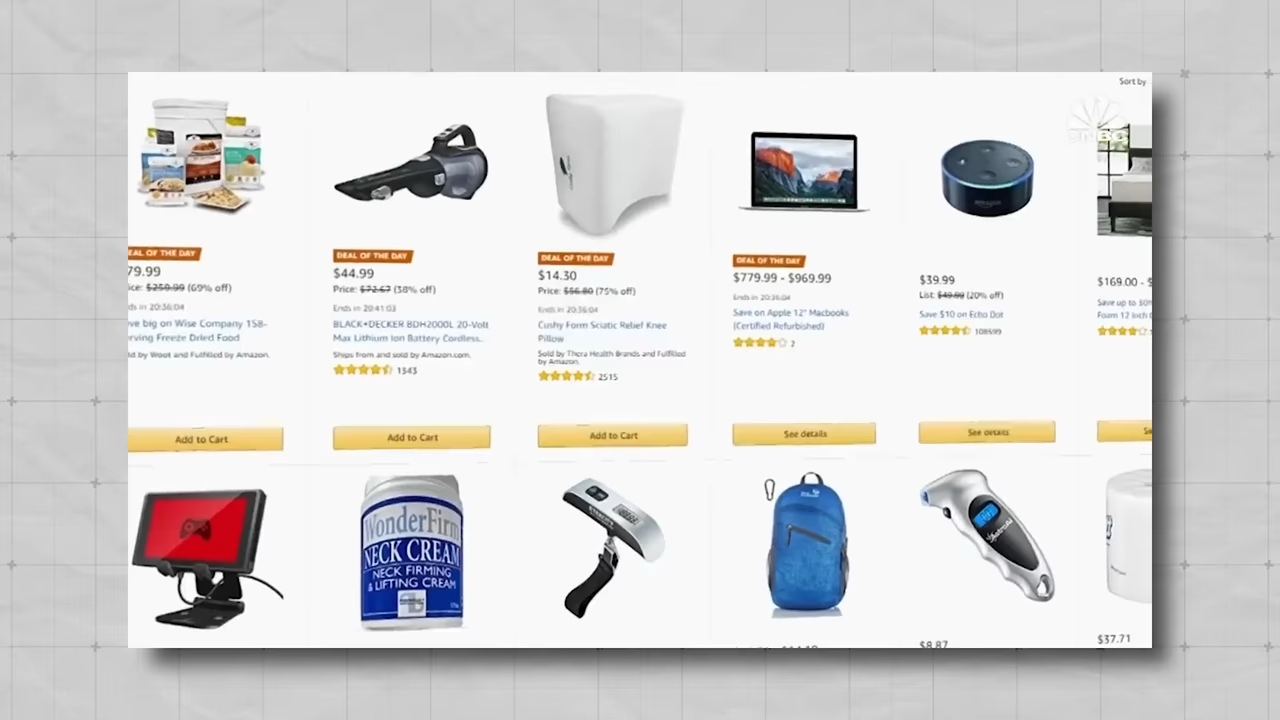 Sort by
DEAL OF THE DAY
79.99
$259.99 (69% off)
in 20:36:04
big on Wise Company 158-
Freeze Dried Food
by Woot and Fulfilled by Amazon.
Add to Cart
DEAL OF THE DAY
$44.99
Price: $72.67 (38% off)
Ends in 20:41:03
BLACK+DECKER BDH2000L 20-Volt
Max Lithium Ion Battery Cordless...
Ships from and sold by Amazon.com.
1343
Add to Cart
DEAL OF THE DAY
$14.30
Price: $56.80 (75% off)
Ends in 20:36:04
Cushy Form Sciatic Relief Knee
Pillow
Sold by Thera Health Brands and Fulfilled
by Amazon.
2515
Add to Cart
DEAL OF THE DAY
$779.99 - $969.99
Ends in 20:36:04
Save on Apple 12" Macbooks
(Certified Refurbished)
2
See details
$39.99
List: $49.99 (20% off)
Save $10 on Echo Dot
108699
See details
$169.00 -
Save up to 30%
Foam 12 Inch
WonderFirm
NECK CREAM
NECK FIRMING
& LIFTING CREAM
$8.87
$37.71